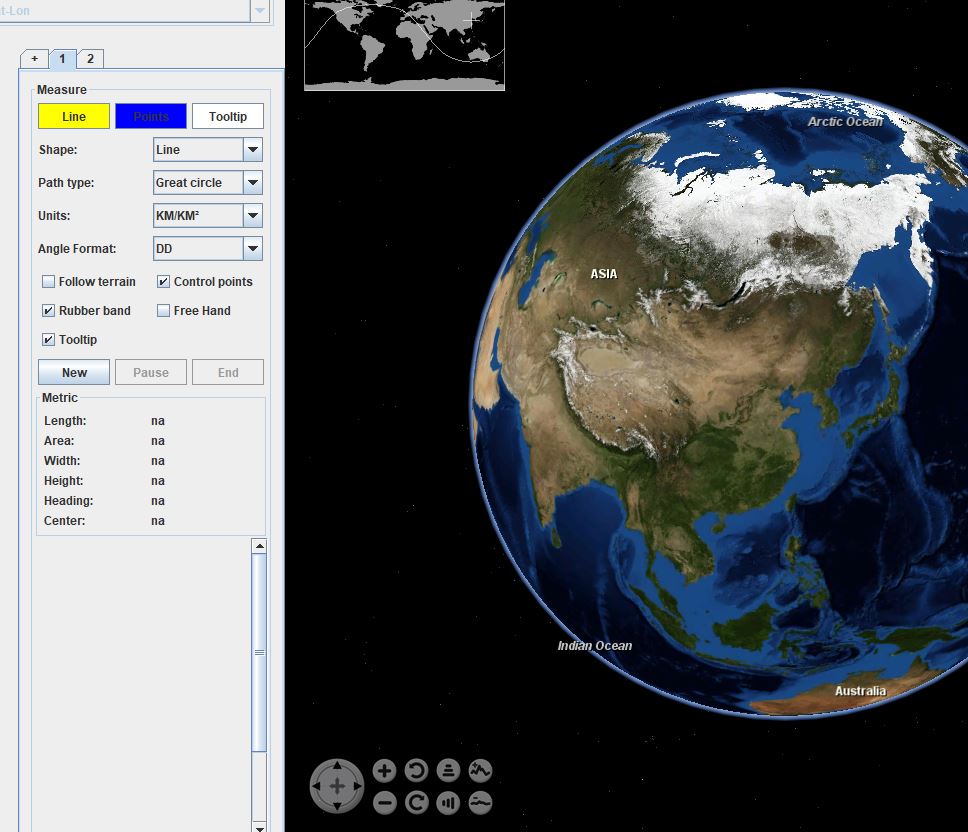 t-Lon
+ 1 2
Measure
Line Points Tooltip
Shape: Line
Path type: Great circle
Units: KM/KM²
Angle Format: DD
Follow terrain Control points
Rubber band Free Hand
Tooltip
New Pause End
Metric
Length: na
Area: na
Width: na
Height: na
Heading: na
Center: na
Arctic Ocean
ASIA
Indian Ocean
Australia